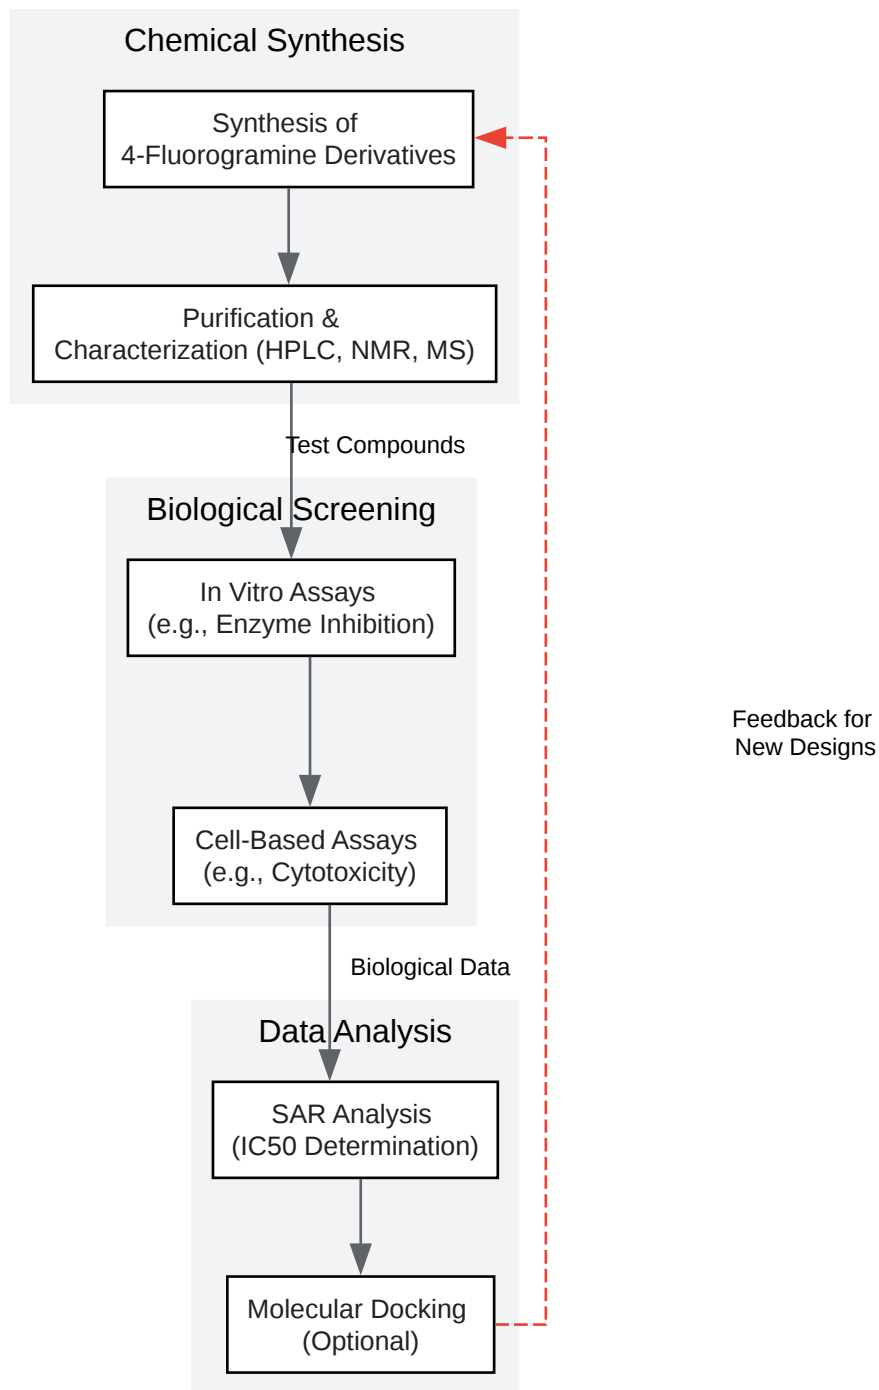 Chemical Synthesis
Synthesis of
4-Fluorogramine Derivatives
Purification &
Characterization (HPLC, NMR, MS)
Test Compounds
Biological Screening
In Vitro Assays
(e.g., Enzyme Inhibition)
Feedback for
New Designs
Cell-Based Assays
(e.g., Cytotoxicity)
Biological Data
Data Analysis
SAR Analysis
(IC50 Determination)
Molecular Docking
(Optional)